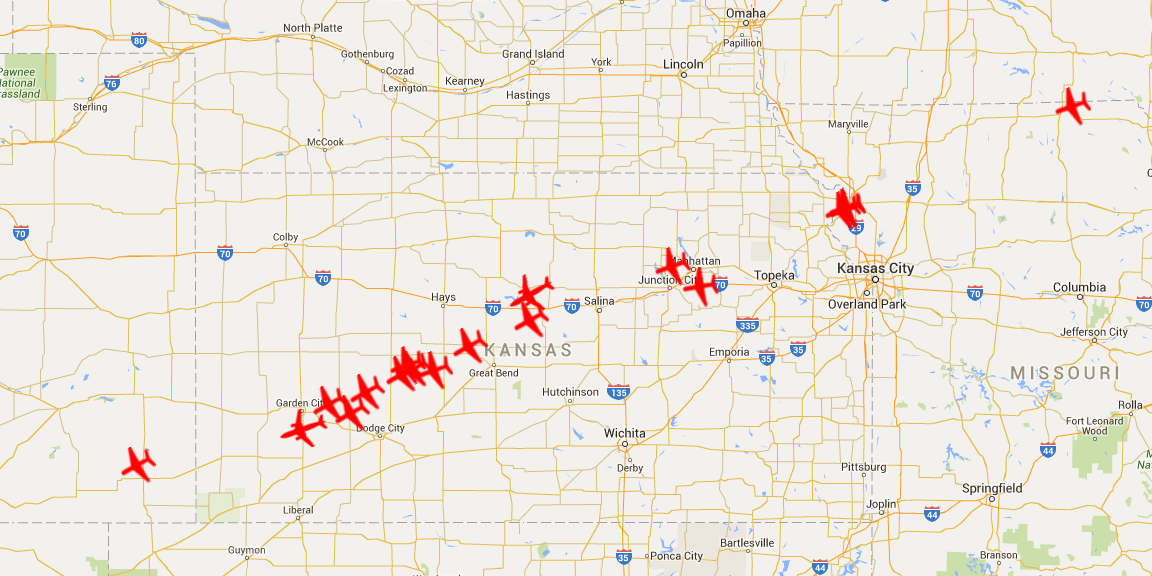 Omaha
North Platte
80
Papillion
Gothenburg
Grand Island
York
Lincoln
Cozad
Kearney
Lexington
76
Pawnee
National
Grassland
Sterling
Hastings
Maryville
McCook
35
70
Colby
70
29
Manhattan
Kansas City
70
Junction City
70
Topeka
Columbia
Hays
70
70
Salina
70
70
Overland Park
335
Jefferson City
KANSAS
Emporia
35
35
Great Bend
MISSOURI
Hutchinson
135
Garden City
Rolla
Dodge City
Wichita
Fort Leonard
Wood
44
Derby
Pittsburg
Springfield
Liberal
Joplin
44
Guymon
35
Ponca City
Bartlesville
Branson
44